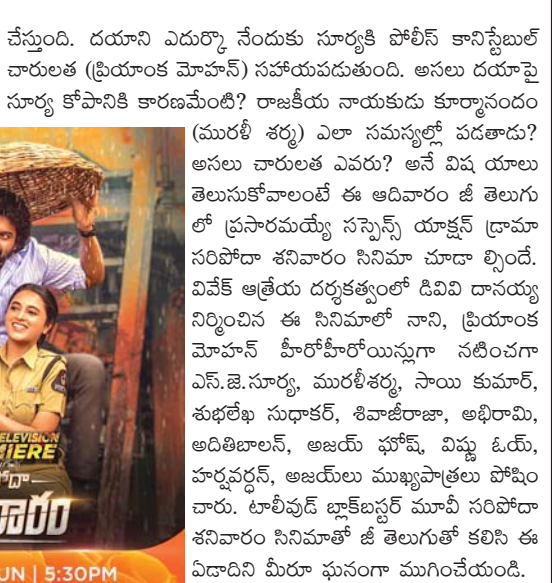 చేస్తుంది. దయాని ఎదుర్కొ నేందుకు సూర్యకి పోలీస్ కానిస్టేబుల్
చారులత (ప్రియాంక మోహన్) సహాయపడుతుంది. అసలు దయాపై
సూర్య కోపానికి కారణమేంటి? రాజకీయ నాయకుడు కూర్మానందం
(మురళీ శర్మ) ఎలా సమస్యల్లో పడతాడు?
అసలు చారులత ఎవరు? అనే విష యాలు
తెలుసుకోవాలంటే ఈ ఆదివారం జీ తెలుగు
లో ప్రసారమయ్యే సస్పెన్స్ యాక్షన్ డ్రామా
సరిపోదా శనివారం సినిమా చూడా ల్సిందే.
వివేక్ ఆత్రేయ దర్శకత్వంలో డివివి దానయ్య
నిర్మించిన ఈ సినిమాలో నాని, ప్రియాంక
మోహన్ హీరోహీరోయిన్లుగా నటించగా
ఎస్.జె.సూర్య, మురళీశర్మ, సాయి కుమార్,
శుభలేఖ సుధాకర్, శివాజీరాజా, అభిరామి,
అదితిబాలన్, అజయ్ ఘోష్, విష్ణు ఓయ్,
హర్షవర్ధన్, అజయ్‌లు ముఖ్యపాత్రలు పోషిం
చారు. టాలీవుడ్ బ్లాక్‌బస్టర్ మూవీ సరిపోదా
శనివారం సినిమాతో జీ తెలుగుతో కలిసి ఈ
ఏడాదిని మీరూ ఘనంగా ముగించేయండి.
ELEVISION
MIERE
పోదా
వారం
UN | 5:30PM